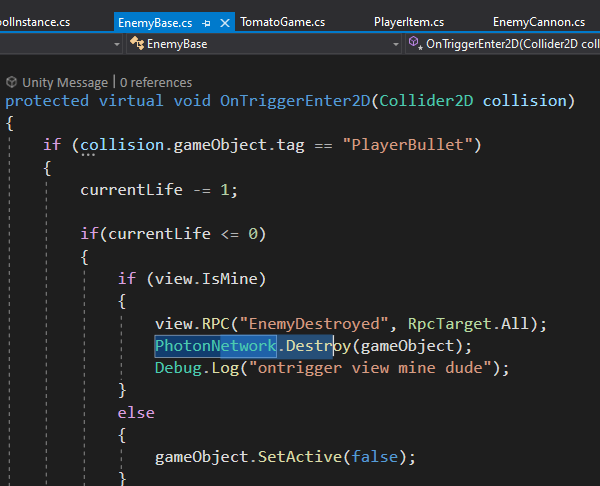 oolInstance.cs EnemyBase.cs TomatoGame.cs PlayerItem.cs EnemyCannon.cs
EnemyBase OnTriggerEnter2D(Collider2D coll
Unity Message | 0 references
protected virtual void OnTriggerEnter2D(Collider2D collision)
{
if (collision.gameObject.tag == "PlayerBullet")
{
currentLife -= 1;
if(currentLife <= 0)
{
if (view.IsMine)
{
view.RPC("EnemyDestroyed", RpcTarget.All);
PhotonNetwork.Destroy(gameObject);
Debug.Log("ontrigger view mine dude");
}
else
{
gameObject.SetActive(false);
}